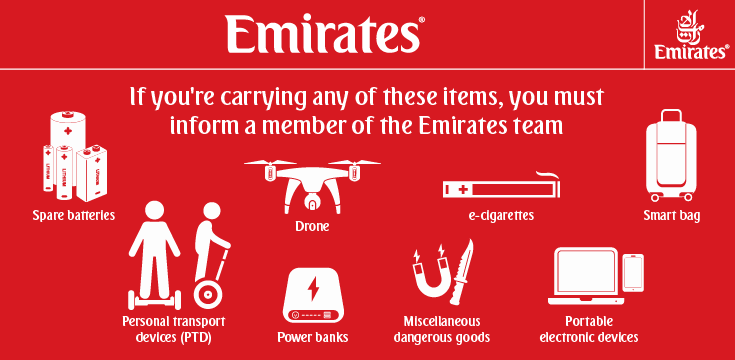 Emirates®
Emirates®
If you're carrying any of these items, you must
inform a member of the Emirates team
LITHIUM
LITHIUM
Spare batteries
Drone
e-cigarettes
Smart bag
Personal transport
devices (PTD)
Power banks
Miscellaneous
dangerous goods
Portable
electronic devices